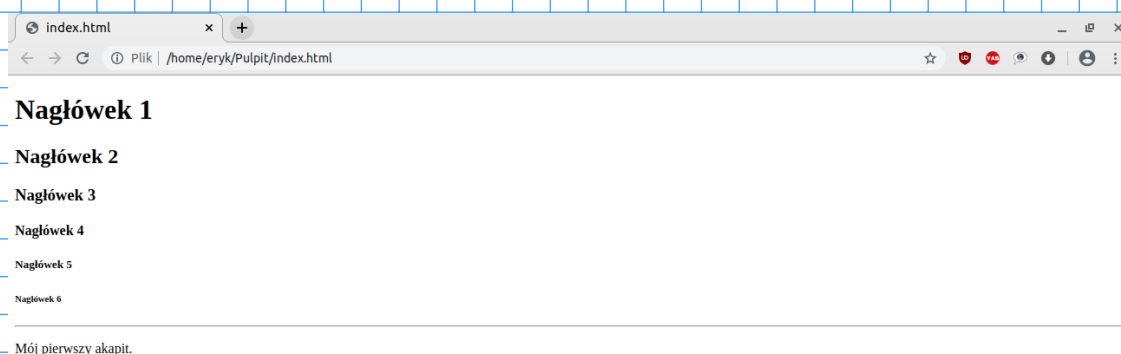 index.html
Plik /home/eryk/Pulpit/index.html
Nagłówek 1
Nagłówek 2
Nagłówek 3
Nagłówek 4
Nagłówek 5
Nagłówek 6
Mój pierwszy akapit.